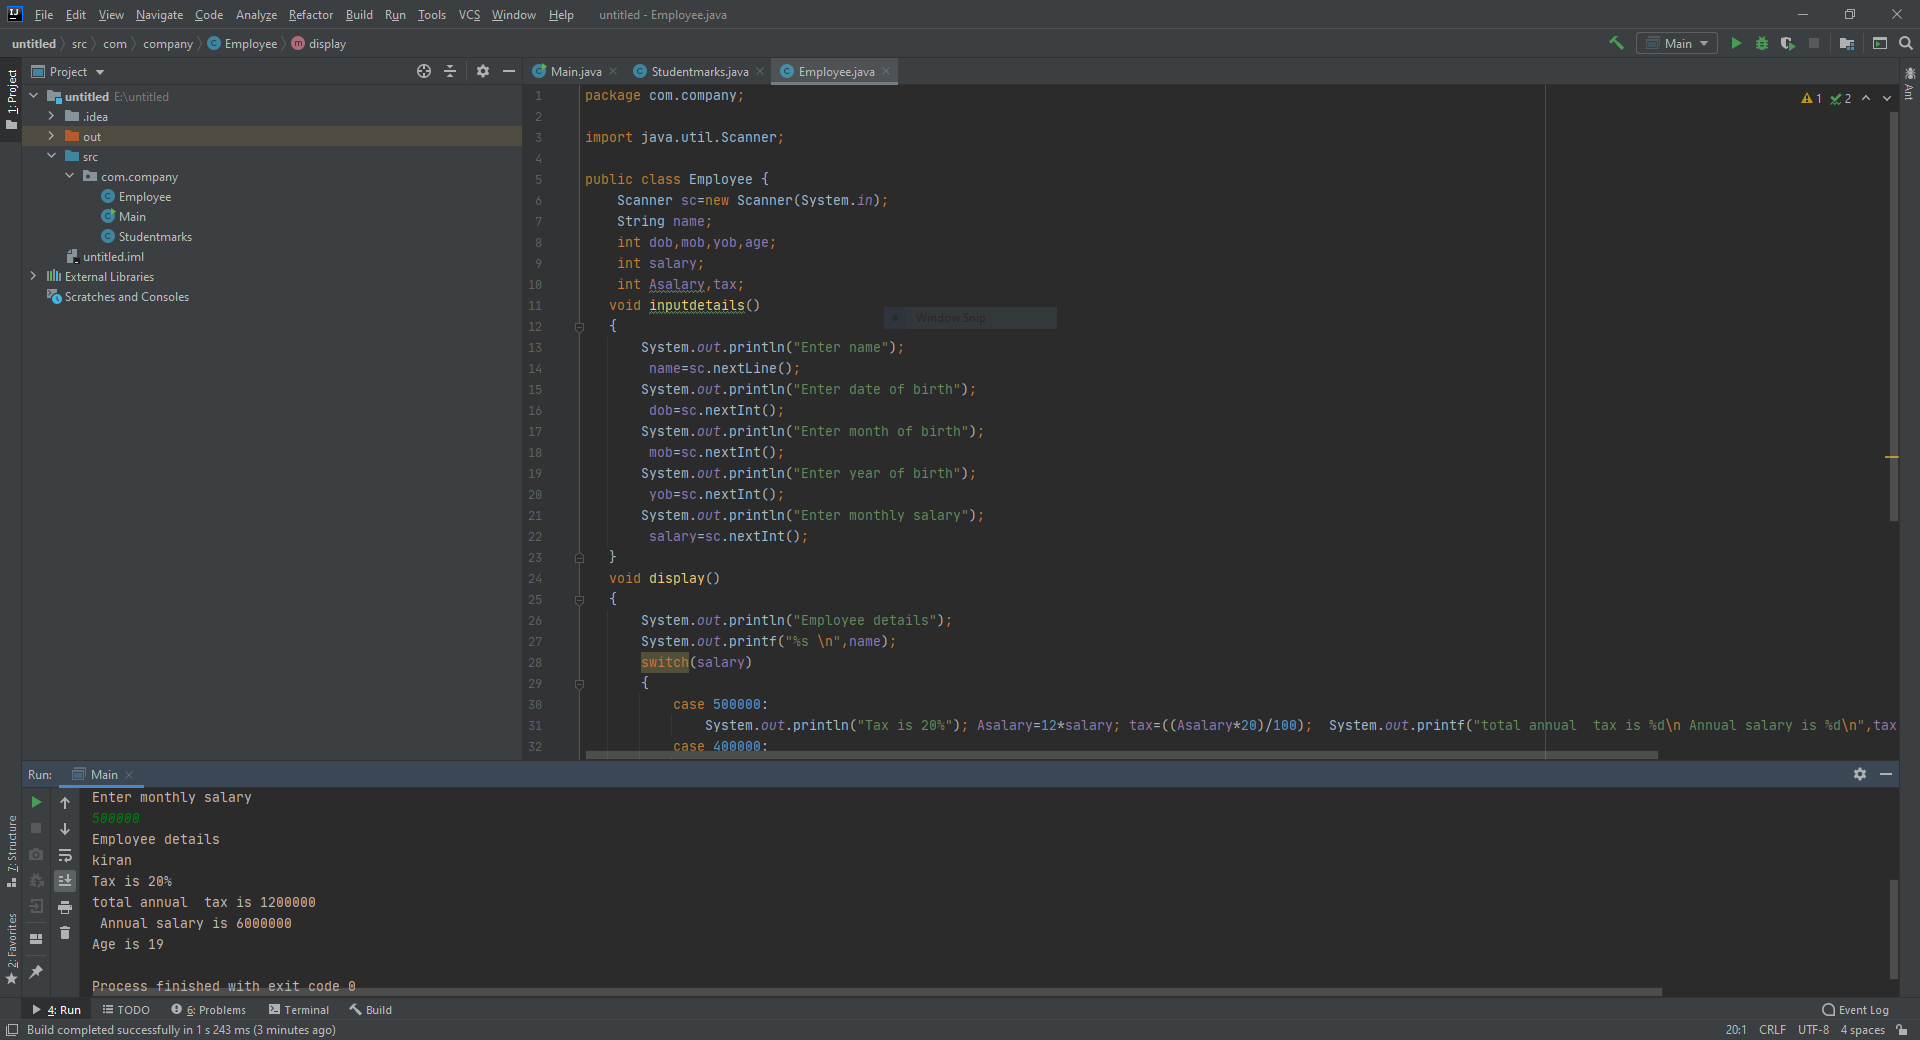 File Edit View Navigate Code Analyze Refactor Build Run Tools VCS Window Help untitled - Employee.java
untitled src com company Employee display
Main
Project
Main.java Studentmarks.java Employee.java
1: Project
Ant
untitled E:\untitled
.idea
out
src
com.company
Employee
Main
Studentmarks
untitled.iml
External Libraries
Scratches and Consoles
1 2
1 package com.company;
2
3 import java.util.Scanner;
4
5 public class Employee {
6 Scanner sc=new Scanner(System.in);
7 String name;
8 int dob,mob,yob,age;
9 int salary;
10 int Asalary,tax;
11 void inputdetails()
Window Snip
12 {
13 System.out.println("Enter name");
14 name=sc.nextLine();
15 System.out.println("Enter date of birth");
16 dob=sc.nextInt();
17 System.out.println("Enter month of birth");
18 mob=sc.nextInt();
19 System.out.println("Enter year of birth");
20 yob=sc.nextInt();
21 System.out.println("Enter monthly salary");
22 salary=sc.nextInt();
23 }
24 void display()
25 {
26 System.out.println("Employee details");
27 System.out.printf("%s \n",name);
28 switch(salary)
29 {
30 case 500000:
31 System.out.println("Tax is 20%"); Asalary=12*salary; tax=((Asalary*20)/100); System.out.printf("total annual  tax is %d\n Annual salary is %d\n",tax
32 case 400000:
Run: Main
Enter monthly salary
500000
Employee details
kiran
Tax is 20%
total annual  tax is 1200000
Annual salary is 6000000
Age is 19
Process finished with exit code 0
7: Structure
2: Favorites
4: Run TODO 6: Problems Terminal Build Event Log
Build completed successfully in 1 s 243 ms (3 minutes ago) 20:1 CRLF UTF-8 4 spaces